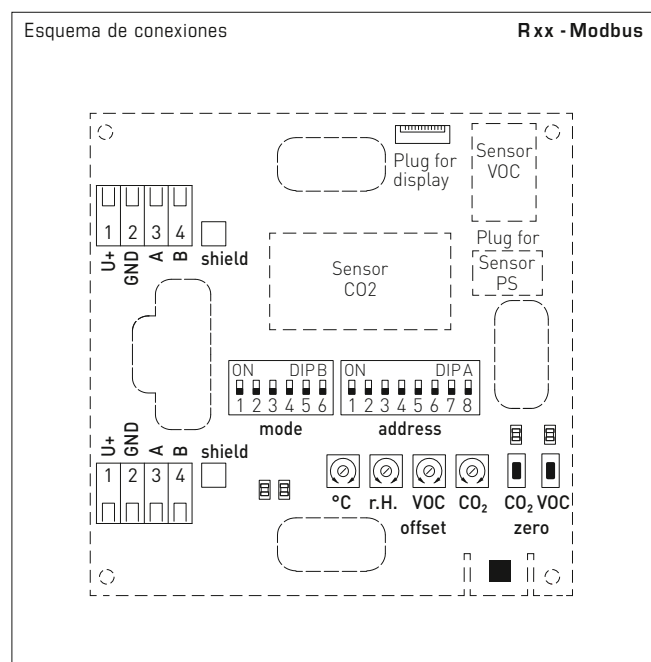 Esquema de conexiones
Rxx - Modbus
Plug for
display
Sensor
VOC
Plug for
Sensor
PS
1 2 3 4
U+ GND A B shield
Sensor
CO2
ON DIP B
1 2 3 4 5 6
mode
ON DIP A
1 2 3 4 5 6 7 8
address
U+ GND A B shield
1 2 3 4
°C r.H. VOC CO₂
offset
CO₂ VOC
zero